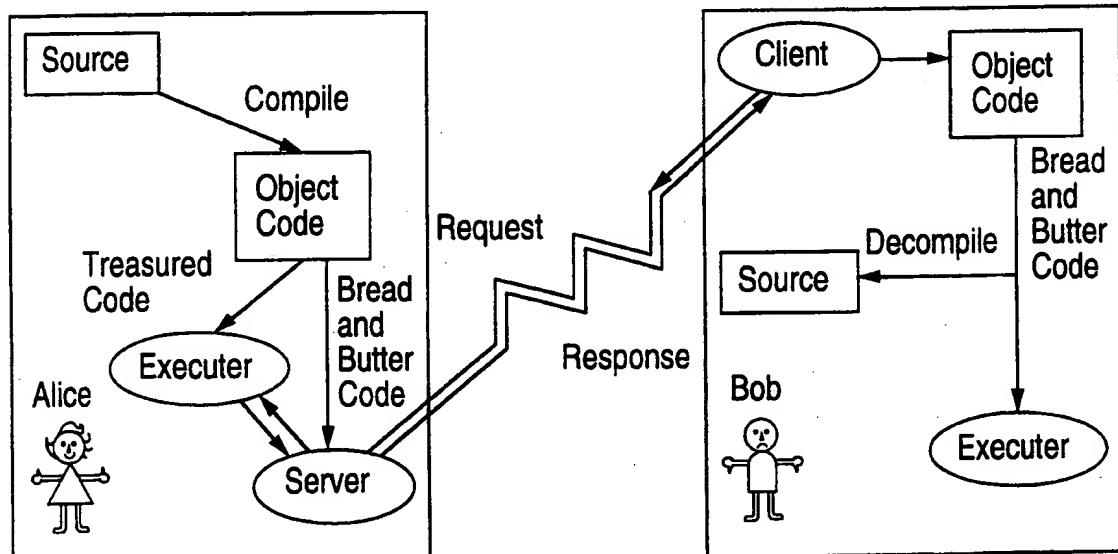 Source
Compile
Object
Code
Treasured
Code
Bread
and
Butter
Code
Executer
Alice
Server
Request
Response
Client
Object
Code
Bread
and
Butter
Code
Decompile
Source
Bob
Executer